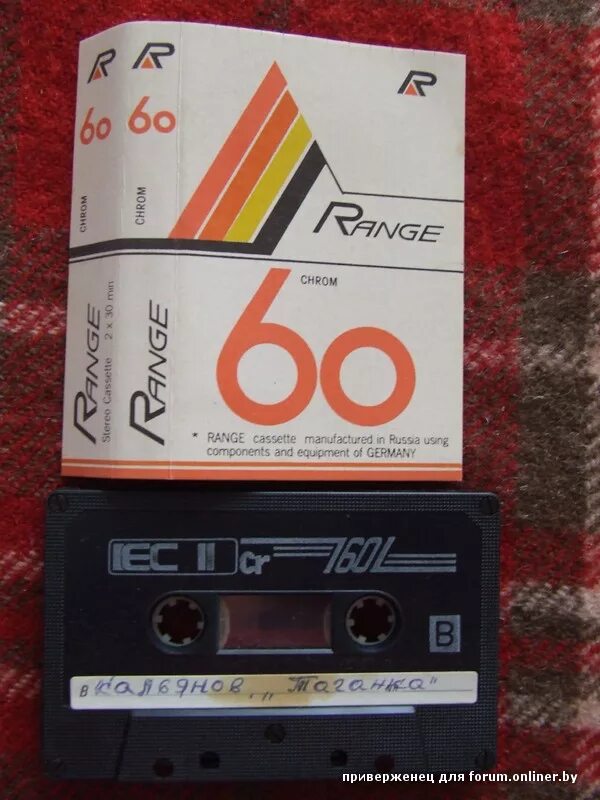 R
60
CHROM
RANGE
Stereo Cassette 2 x 30 min
R
60
CHROM
RANGE
R
RANGE
CHROM
60
* RANGE cassette manufactured in Russia using
components and equipment of GERMANY
IEC II Cr 60
B
В "Кальянов, „Таганка"
приверженец для forum.onliner.by